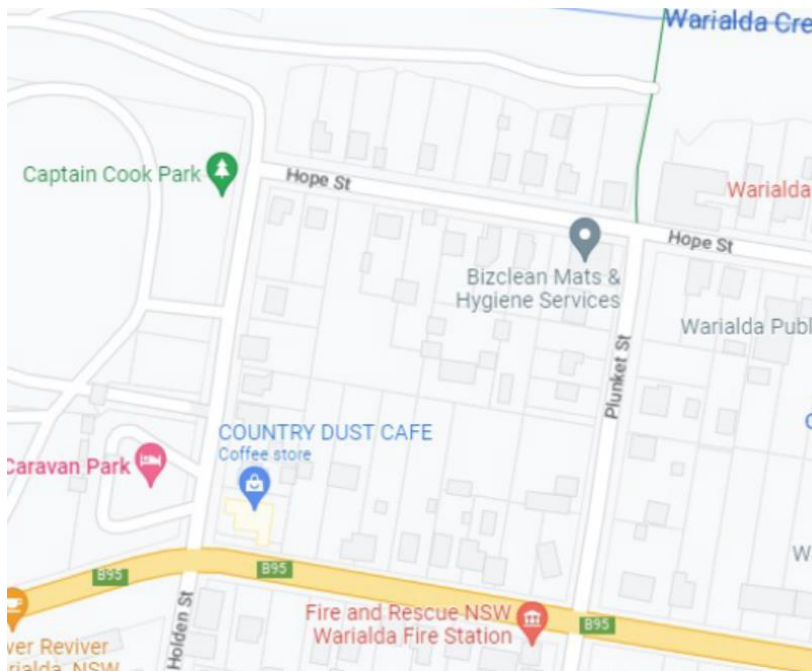 Warialda Cre
Captain Cook Park
Hope St
Warialda
Hope St
Bizclean Mats &
Hygiene Services
Warialda Publ
Plunket St
COUNTRY DUST CAFE
Coffee store
Caravan Park
W
B95
B95
Fire and Rescue NSW
Warialda Fire Station
B95
Holden St
ver Reviver
rialda, NSW